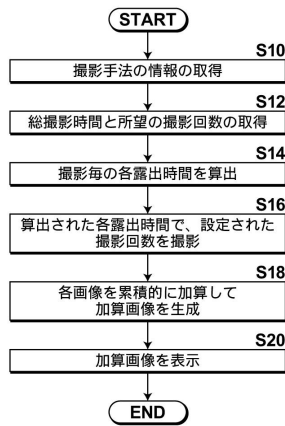 START
S10
撮影手法の情報の取得
S12
総撮影時間と所望の撮影回数の取得
S14
撮影毎の各露出時間を算出
S16
算出された各露出時間で、設定された
撮影回数を撮影
S18
各画像を累積的に加算して
加算画像を生成
S20
加算画像を表示
END